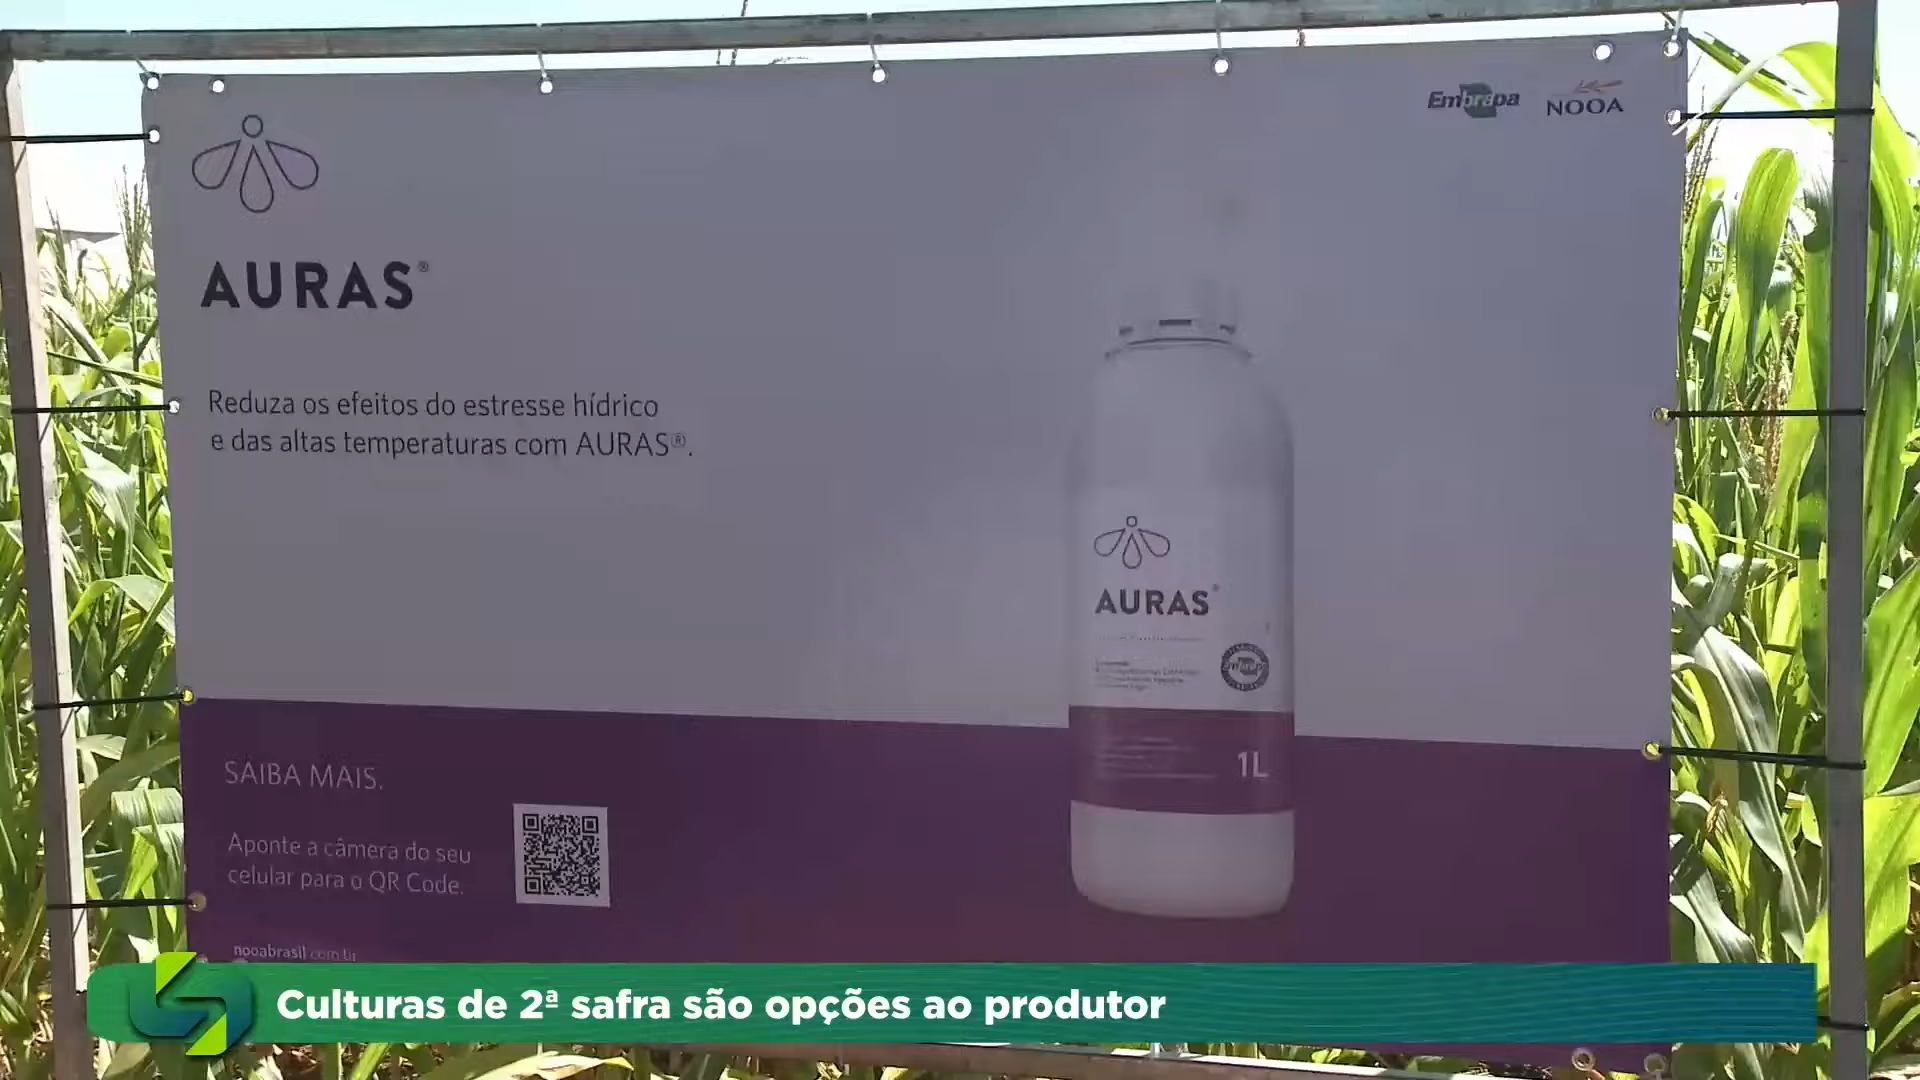 Embrapa
NOOA
AURAS®
Reduza os efeitos do estresse hídrico
e das altas temperaturas com AURAS®.
AURAS®
Embrapa
1L
SAIBA MAIS.
Aponte a câmera do seu
celular para o QR Code.
nooabrasil.com.br
Culturas de 2ª safra são opções ao produtor